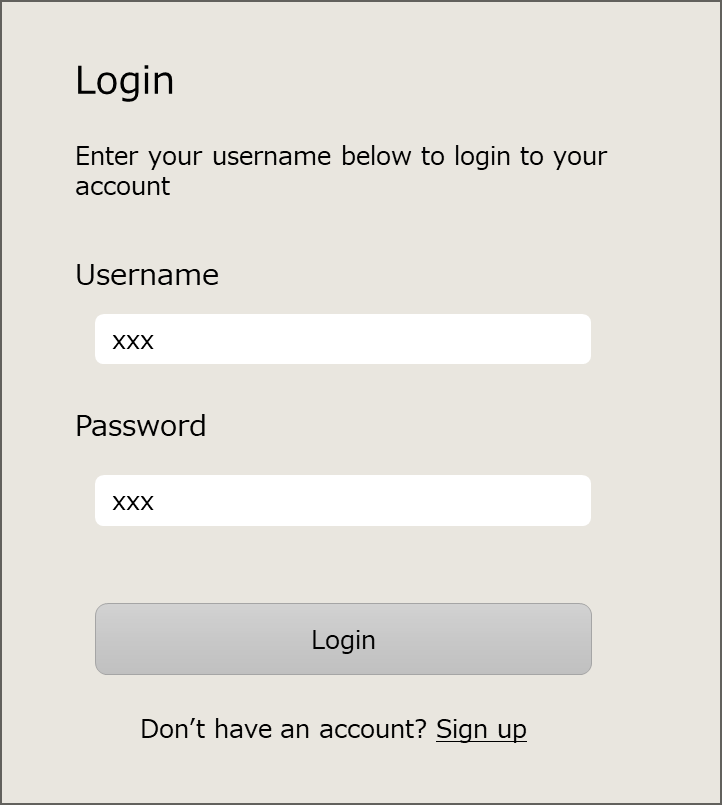 Login
Enter your username below to login to your
account
Username
xxx
Password
xxx
Login
Don’t have an account? Sign up